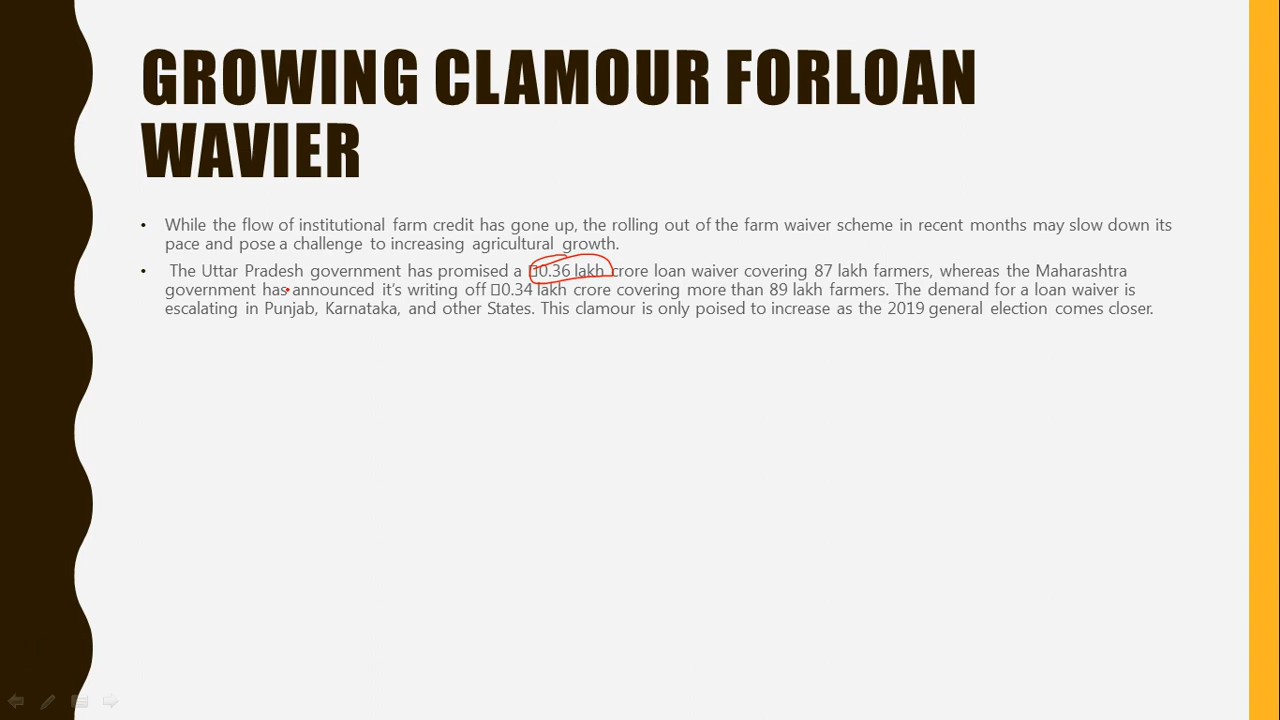 GROWING CLAMOUR FORLOAN
WAVIER
• While the flow of institutional farm credit has gone up, the rolling out of the farm waiver scheme in recent months may slow down its
pace and pose a challenge to increasing agricultural growth.
• The Uttar Pradesh government has promised a □0.36 lakh crore loan waiver covering 87 lakh farmers, whereas the Maharashtra
government has announced it's writing off □0.34 lakh crore covering more than 89 lakh farmers. The demand for a loan waiver is
escalating in Punjab, Karnataka, and other States. This clamour is only poised to increase as the 2019 general election comes closer.